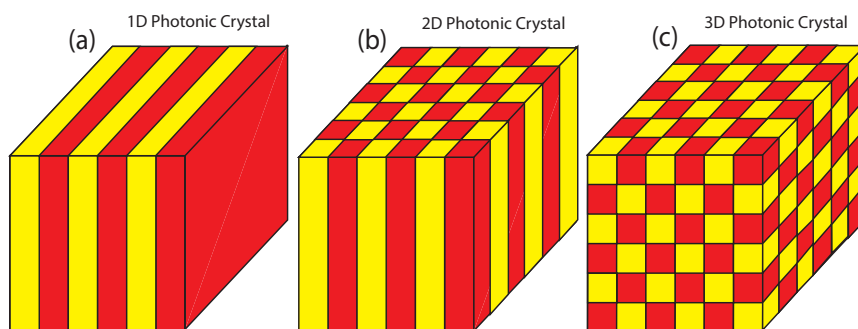 1D Photonic Crystal
(a)
2D Photonic Crystal
(b)
3D Photonic Crystal
(c)